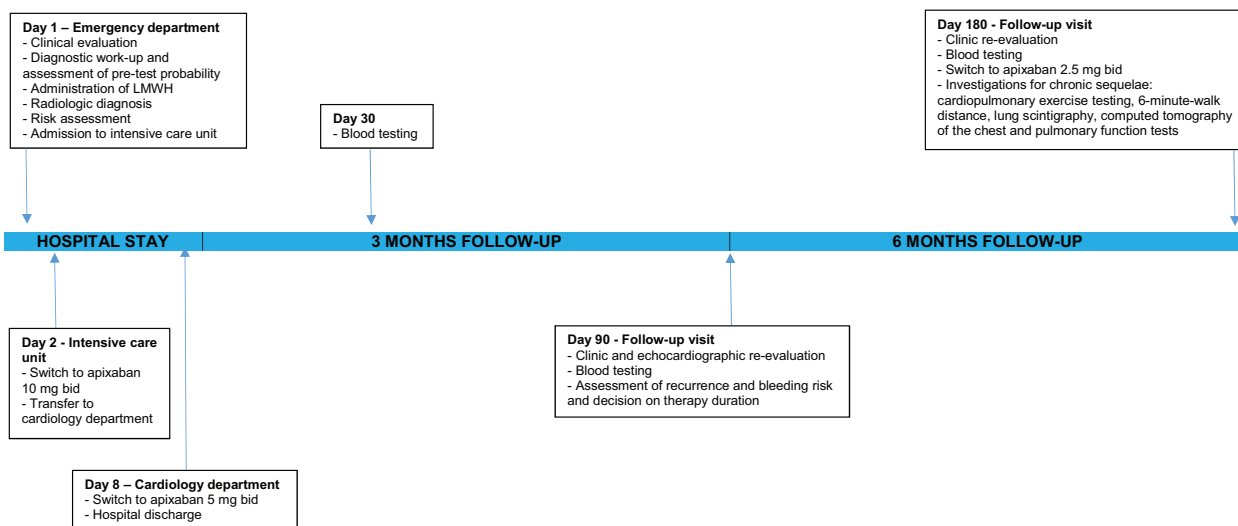 Day 1 – Emergency department
- Clinical evaluation
- Diagnostic work-up and
assessment of pre-test probability
- Administration of LMWH
- Radiologic diagnosis
- Risk assessment
- Admission to intensive care unit
Day 30
- Blood testing
Day 180 - Follow-up visit
- Clinic re-evaluation
- Blood testing
- Switch to apixaban 2.5 mg bid
- Investigations for chronic sequelae:
cardiopulmonary exercise testing, 6-minute-walk
distance, lung scintigraphy, computed tomography
of the chest and pulmonary function tests
HOSPITAL STAY
3 MONTHS FOLLOW-UP
6 MONTHS FOLLOW-UP
Day 2 - Intensive care
unit
- Switch to apixaban
10 mg bid
- Transfer to
cardiology department
Day 90 - Follow-up visit
- Clinic and echocardiographic re-evaluation
- Blood testing
- Assessment of recurrence and bleeding risk
and decision on therapy duration
Day 8 – Cardiology department
- Switch to apixaban 5 mg bid
- Hospital discharge